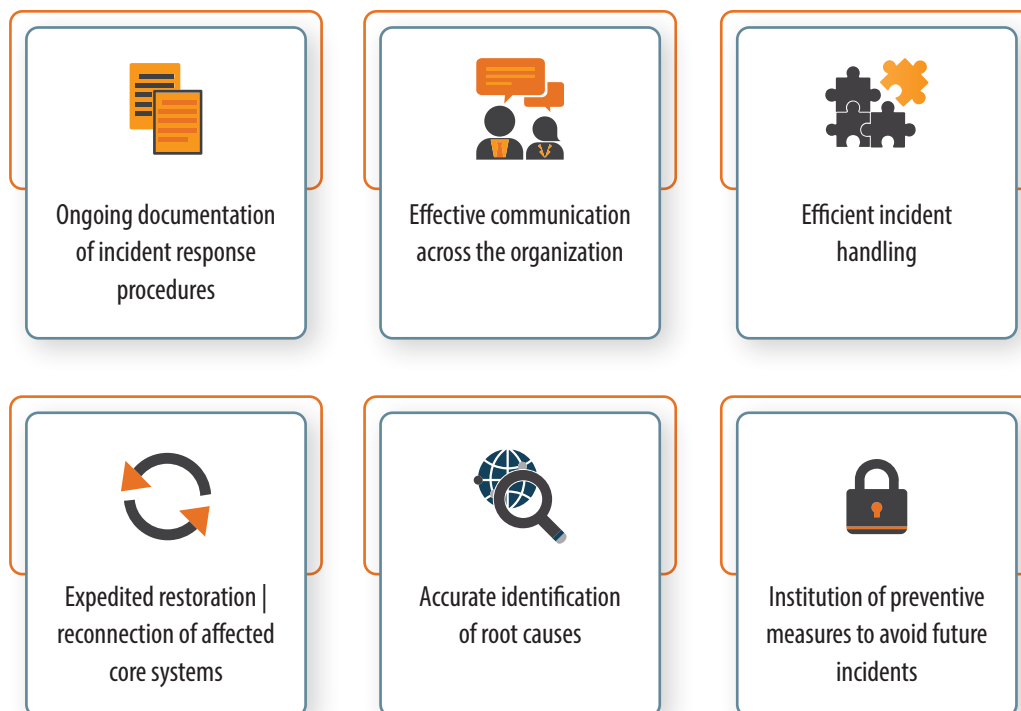 Ongoing documentation
of incident response
procedures
Effective communication
across the organization
Efficient incident
handling
Expedited restoration |
reconnection of affected
core systems
Accurate identification
of root causes
Institution of preventive
measures to avoid future
incidents